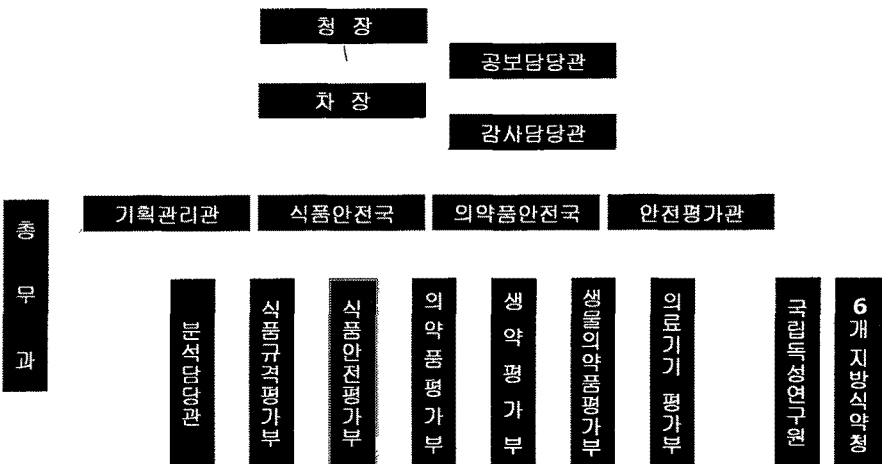 청 장
공보담당관
차 장
감사담당관
총 무 과
기획관리관
식품안전국
의약품안전국
안전평가관
분석담당관
식품규격평가부
식품안전평가부
의약품평가부
생약평가부
생물의약품평가부
의료기기 평가부
국립독성연구원
6개 지방식약청